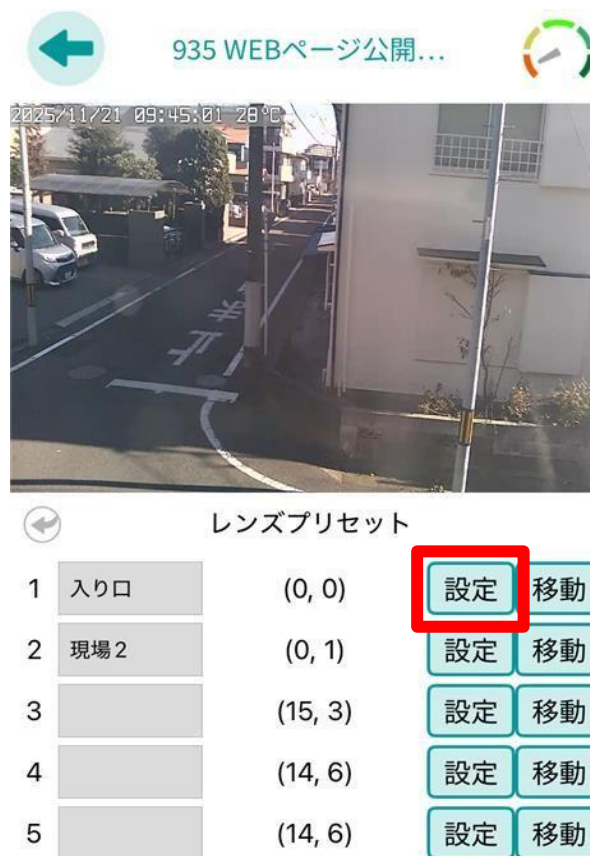 935 WEBページ公開...
2025/11/21 09:45:01 28℃
止まれ
レンズプリセット
1 入り口 (0, 0) 設定 移動
2 現場2 (0, 1) 設定 移動
3 (15, 3) 設定 移動
4 (14, 6) 設定 移動
5 (14, 6) 設定 移動